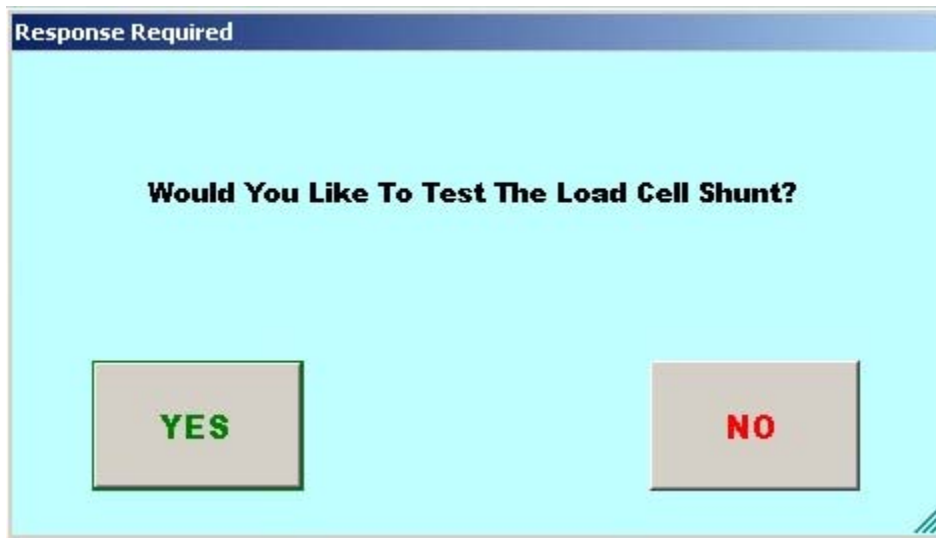 Response Required
Would You Like To Test The Load Cell Shunt?
YES
NO